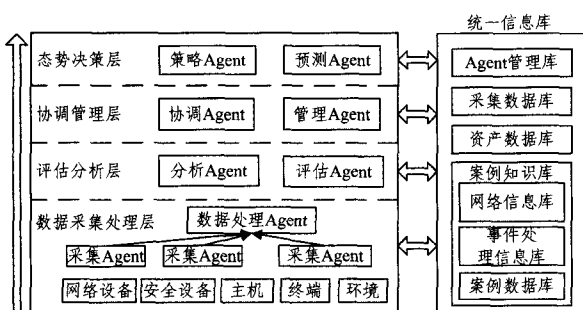 统一信息库
态势决策层 策略Agent 预测Agent
Agent管理库
协调管理层 协调Agent 管理Agent
采集数据库
资产数据库
评估分析层 分析Agent 评估Agent
案例知识库
网络信息库
数据采集处理层 数据处理Agent
事件处
理信息库
采集Agent 采集Agent 采集Agent
案例数据库
网络设备 安全设备 主机 终端 环境